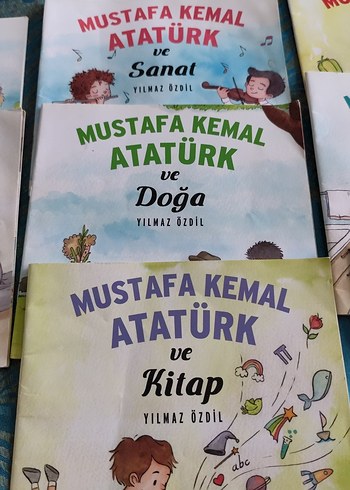 MUSTAFA KEMAL
ATATÜRK
ve
Sanat
YILMAZ ÖZDİL
MUSTAFA KEMAL
ATATÜRK
ve
Doğa
YILMAZ ÖZDİL
MUSTAFA KEMAL
ATATÜRK
ve
Kitap
YILMAZ ÖZDİL
abc